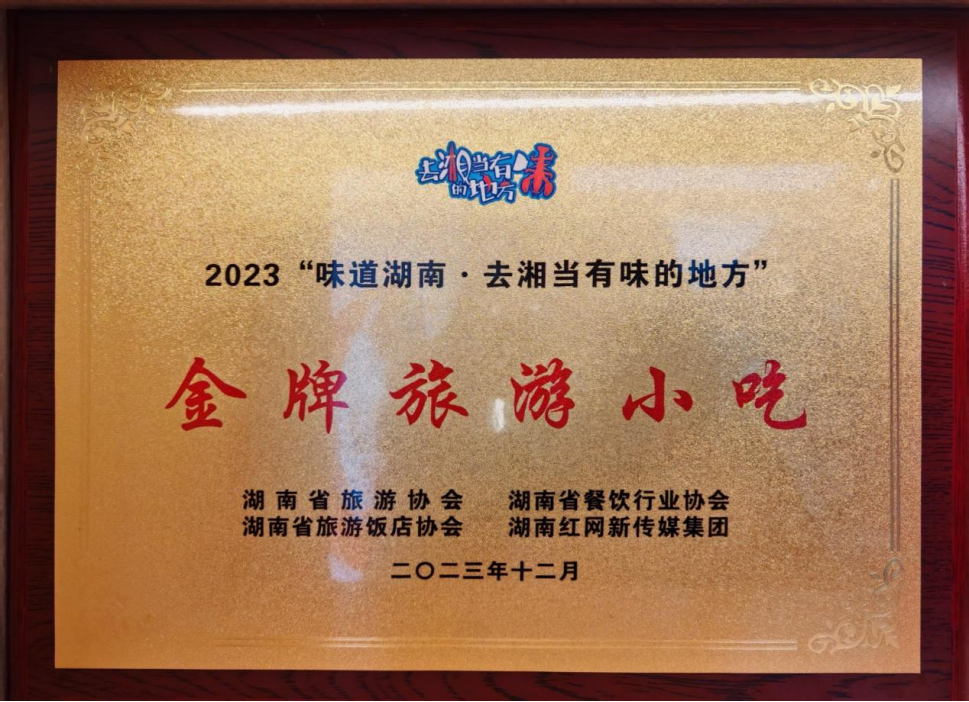 去湘当有味
的地方
2023“味道湖南·去湘当有味的地方”
金牌旅游小吃
湖南省旅游协会 湖南省餐饮行业协会
湖南省旅游饭店协会 湖南红网新传媒集团
二〇二三年十二月